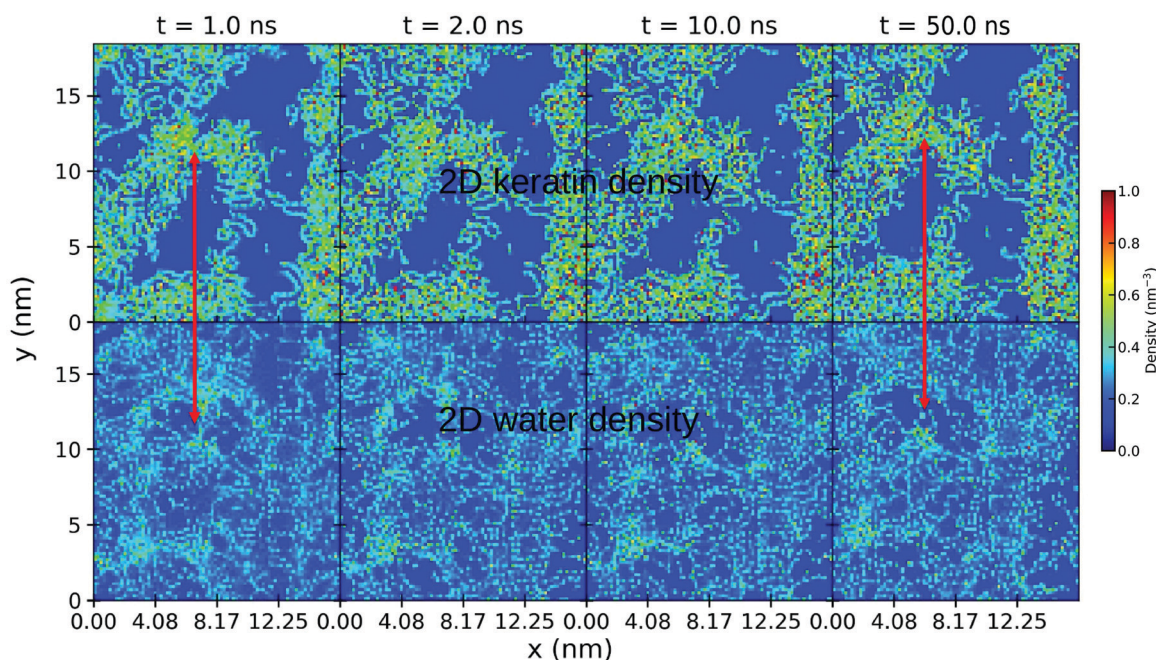 t = 1.0 ns t = 2.0 ns t = 10.0 ns t = 50.0 ns
15
10
5
0
2D keratin density
y (nm)
15
10
5
0
2D water density
1.0
0.8
0.6
0.4
0.2
0.0
Density (nm⁻³)
0.00 4.08 8.17 12.25 0.00 4.08 8.17 12.25 0.00 4.08 8.17 12.25 0.00 4.08 8.17 12.25
x (nm)